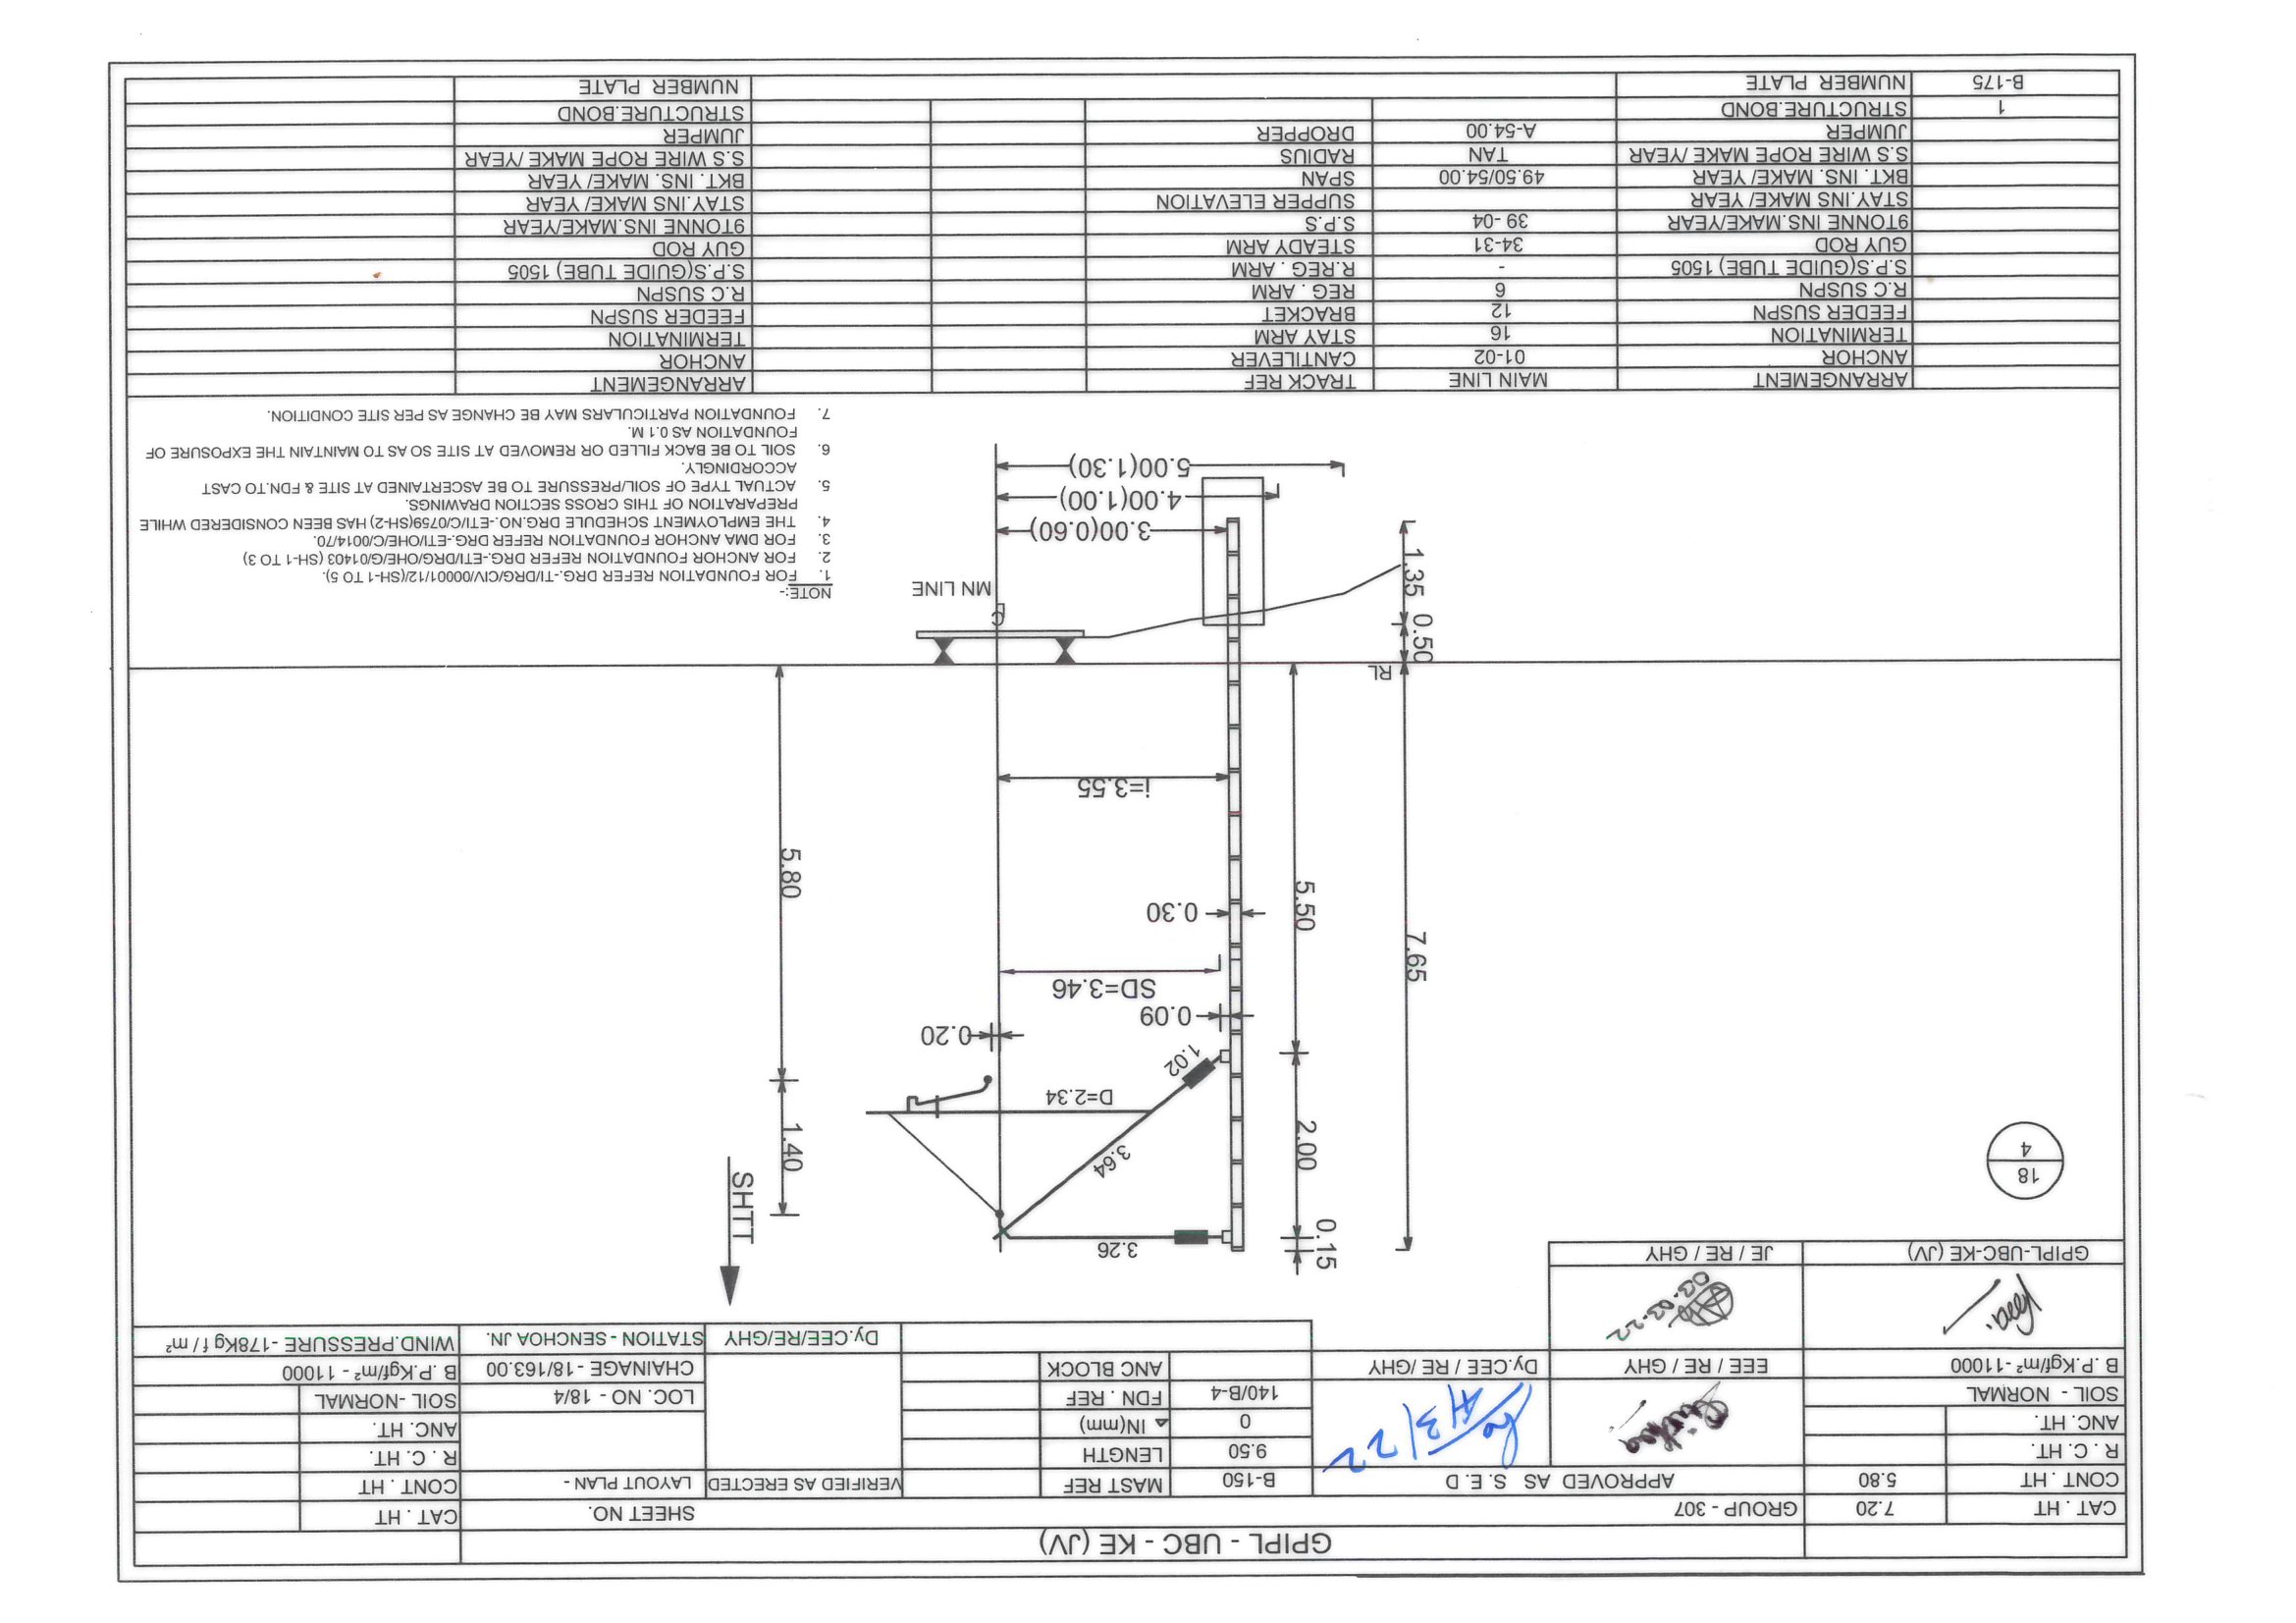 GPIPL - UBC - KE (JV)
CAT . HT 7.20 GROUP - 307 SHEET NO. CAT . HT
CONT . HT 5.80 APPROVED AS S. E. D B-150 MAST REF VERIFIED AS ERECTED LAYOUT PLAN - CONT . HT
R . C. HT. 9.50 LENGTH R . C. HT.
ANC. HT. 0 △ IN(mm) ANC. HT.
4/3/22
SOIL - NORMAL 140/B-4 FDN . REF LOC. NO - 18/4 SOIL -NORMAL
B .P.Kgf/m² -11000 EEE / RE / GHY Dy.CEE / RE /GHY ANC BLOCK CHAINAGE -18/163.00 B .P.Kgf/m² - 11000
Dy.CEE/RE/GHY STATION - SENCHOA JN. WIND.PRESSURE -178Kg f / m²
03-03-22
GPIPL-UBC-KE (JV) JE / RE / GHY
18
4
0.15
3.26
SHTT
2.00
3.64
1.40
D=2.34
1.02
0.20
0.09
SD=3.46
7.65
5.50
0.30
5.80
i=3.55
RL
0.50
C
L
MN LINE
1.35
3.00(0.60)
4.00(1.00)
5.00(1.30)
NOTE:-
1. FOR FOUNDATION REFER DRG.-TI/DRG/CIV/00001/12/(SH-1 TO 5).
2. FOR ANCHOR FOUNDATION REFER DRG.-ETI/DRG/OHE/G/01403 (SH-1 TO 3)
3. FOR DMA ANCHOR FOUNDATION REFER DRG.-ETI/OHE/C/0014/70.
4. THE EMPLOYMENT SCHEDULE DRG.NO.-ETI/C/0759(SH-2) HAS BEEN CONSIDERED WHILE
PREPARATION OF THIS CROSS SECTION DRAWINGS.
5. ACTUAL TYPE OF SOIL/PRESSURE TO BE ASCERTAINED AT SITE & FDN.TO CAST
ACCORDINGLY.
6. SOIL TO BE BACK FILLED OR REMOVED AT SITE SO AS TO MAINTAIN THE EXPOSURE OF
FOUNDATION AS 0.1 M.
7. FOUNDATION PARTICULARS MAY BE CHANGE AS PER SITE CONDITION.
ARRANGEMENT MAIN LINE TRACK REF ARRANGEMENT
ANCHOR 01-02 CANTILEVER ANCHOR
TERMINATION 16 STAY ARM TERMINATION
FEEDER SUSPN 12 BRACKET FEEDER SUSPN
R.C SUSPN 6 REG . ARM R.C SUSPN
S.P.S(GUIDE TUBE) 1505 - R.REG . ARM S.P.S(GUIDE TUBE) 1505
GUY ROD 34-31 STEADY ARM GUY ROD
9TONNE INS.MAKE/YEAR 39 -04 S.P.S 9TONNE INS.MAKE/YEAR
STAY.INS MAKE/ YEAR SUPPER ELEVATION STAY.INS MAKE/ YEAR
BKT. INS. MAKE/ YEAR 49.50/54.00 SPAN BKT. INS. MAKE/ YEAR
S.S WIRE ROPE MAKE /YEAR TAN RADIUS S.S WIRE ROPE MAKE /YEAR
JUMPER A-54.00 DROPPER JUMPER
1 STRUCTURE.BOND STRUCTURE.BOND
B-175 NUMBER PLATE NUMBER PLATE